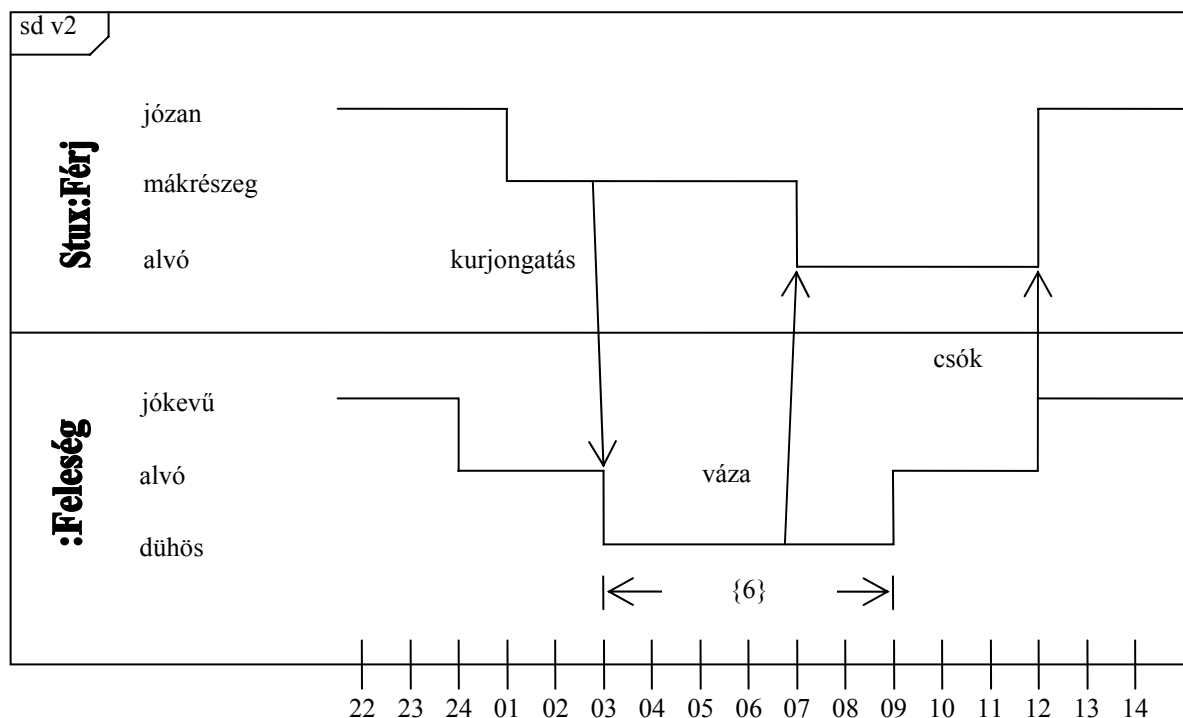 sd v2
Stux:Férj
józan
mákrészeg
alvó
kurjongatás
:Feleség
jókevű
alvó
dühös
csók
váza
{6}
22 23 24 01 02 03 04 05 06 07 08 09 10 11 12 13 14